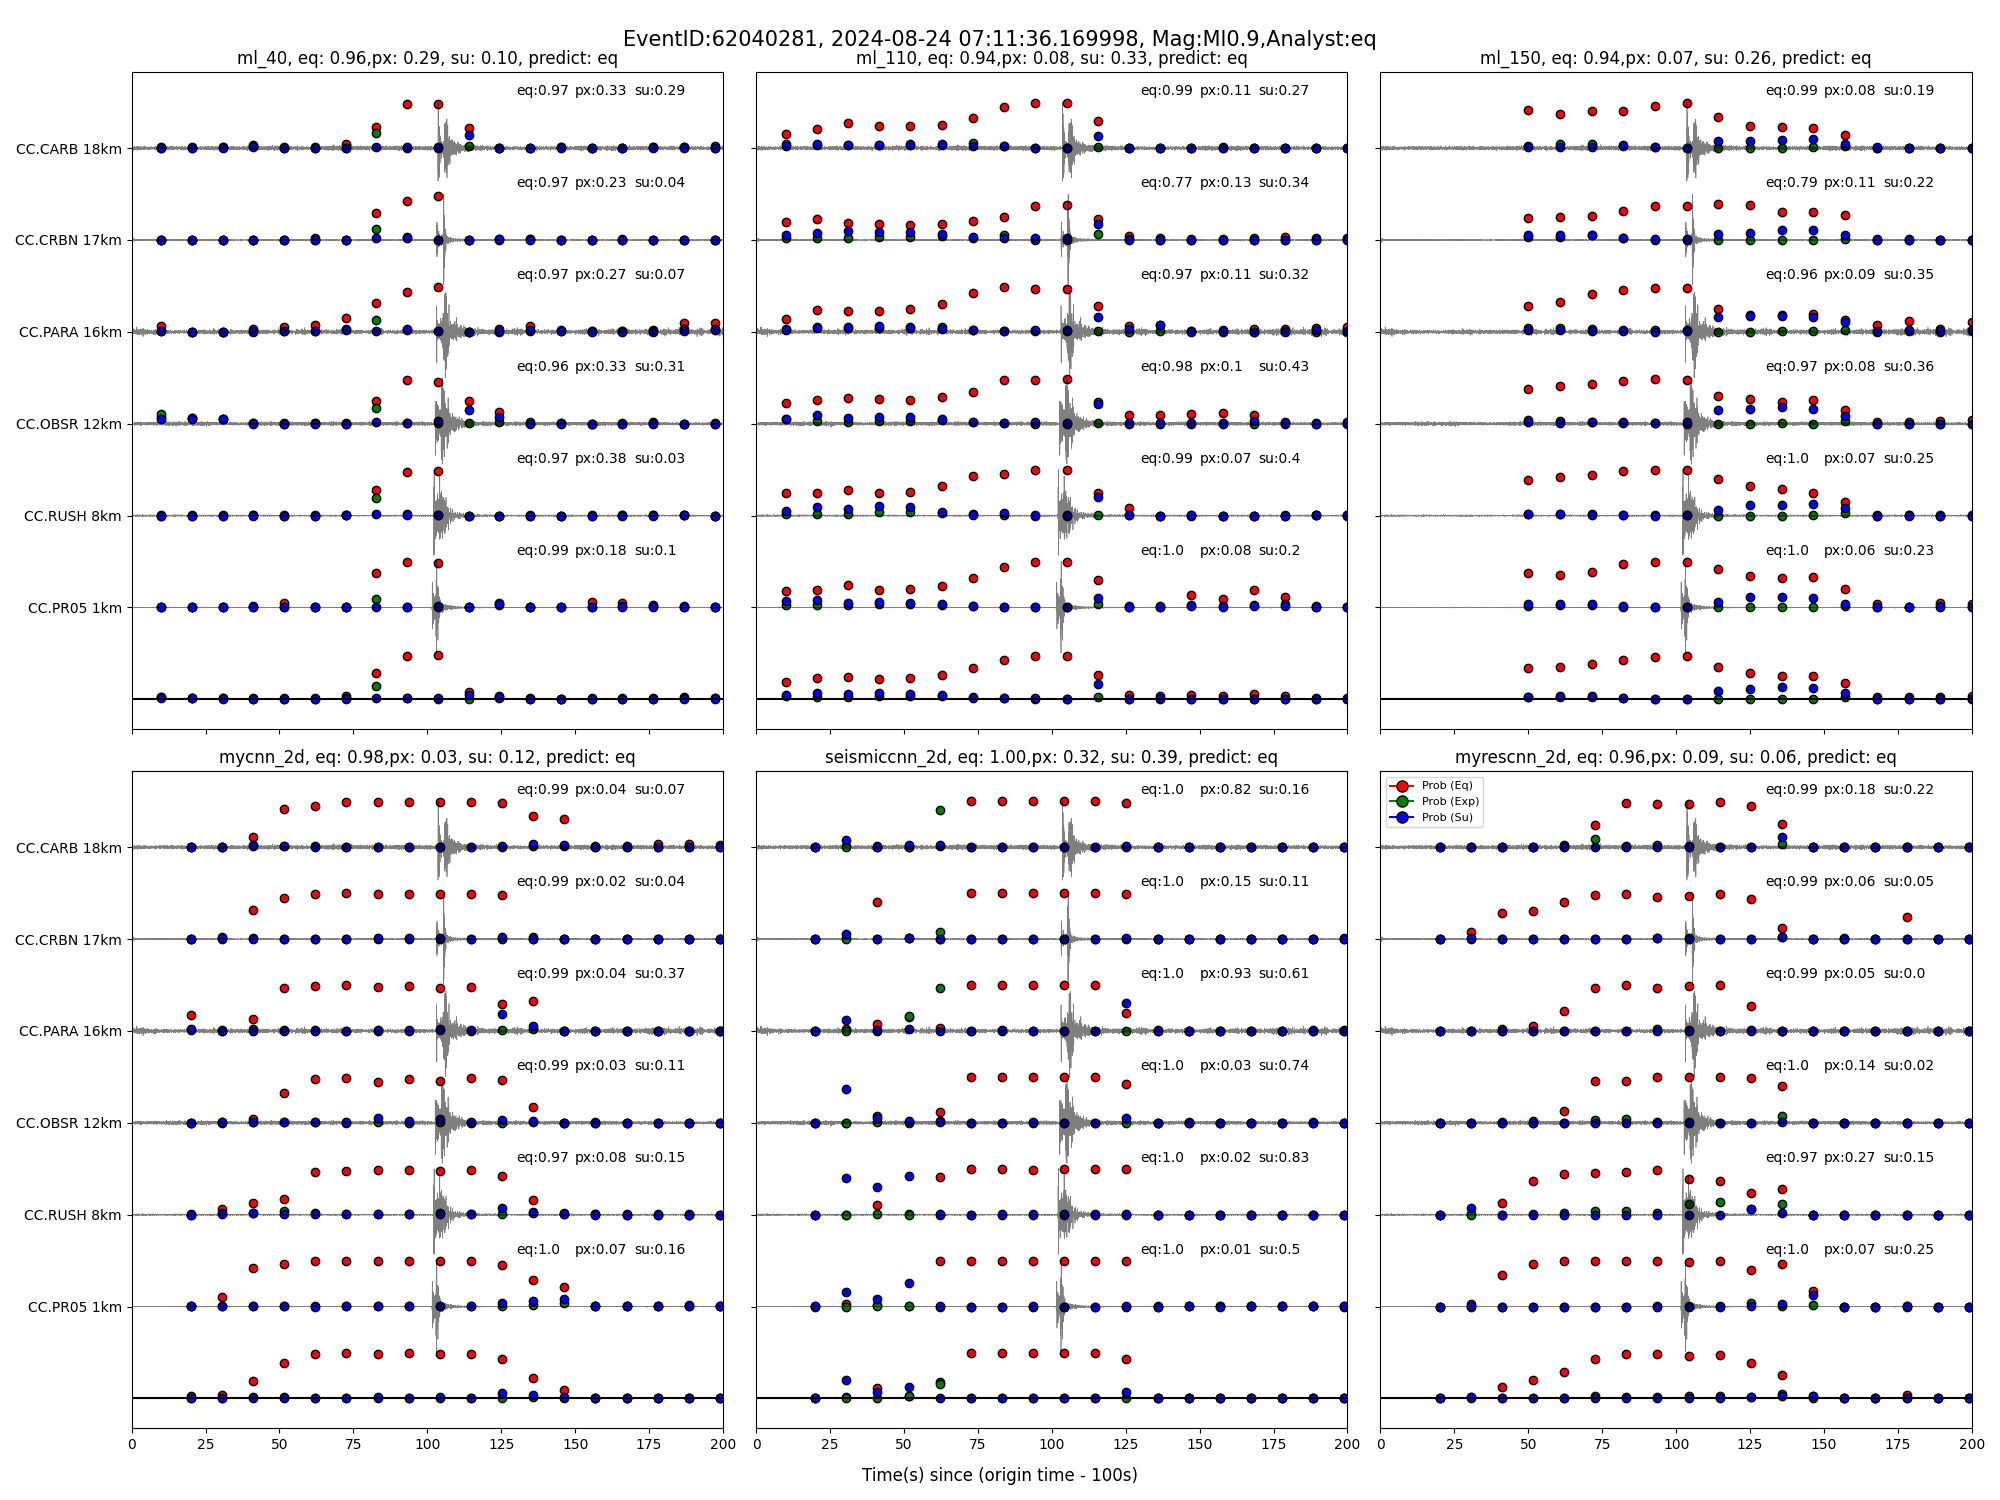 EventID:62040281, 2024-08-24 07:11:36.169998, Mag:Ml0.9,Analyst:eq
ml_40, eq: 0.96,px: 0.29, su: 0.10, predict: eq
eq:0.97 px:0.33 su:0.29
CC.CARB 18km
eq:0.97 px:0.23 su:0.04
CC.CRBN 17km
eq:0.97 px:0.27 su:0.07
CC.PARA 16km
eq:0.96 px:0.33 su:0.31
CC.OBSR 12km
eq:0.97 px:0.38 su:0.03
CC.RUSH 8km
eq:0.99 px:0.18 su:0.1
CC.PR05 1km
ml_110, eq: 0.94,px: 0.08, su: 0.33, predict: eq
eq:0.99 px:0.11 su:0.27
eq:0.77 px:0.13 su:0.34
eq:0.97 px:0.11 su:0.32
eq:0.98 px:0.1 su:0.43
eq:0.99 px:0.07 su:0.4
eq:1.0 px:0.08 su:0.2
ml_150, eq: 0.94,px: 0.07, su: 0.26, predict: eq
eq:0.99 px:0.08 su:0.19
eq:0.79 px:0.11 su:0.22
eq:0.96 px:0.09 su:0.35
eq:0.97 px:0.08 su:0.36
eq:1.0 px:0.07 su:0.25
eq:1.0 px:0.06 su:0.23
mycnn_2d, eq: 0.98,px: 0.03, su: 0.12, predict: eq
eq:0.99 px:0.04 su:0.07
CC.CARB 18km
eq:0.99 px:0.02 su:0.04
CC.CRBN 17km
eq:0.99 px:0.04 su:0.37
CC.PARA 16km
eq:0.99 px:0.03 su:0.11
CC.OBSR 12km
eq:0.97 px:0.08 su:0.15
CC.RUSH 8km
eq:1.0 px:0.07 su:0.16
CC.PR05 1km
0 25 50 75 100 125 150 175 200
seismiccnn_2d, eq: 1.00,px: 0.32, su: 0.39, predict: eq
eq:1.0 px:0.82 su:0.16
eq:1.0 px:0.15 su:0.11
eq:1.0 px:0.93 su:0.61
eq:1.0 px:0.03 su:0.74
eq:1.0 px:0.02 su:0.83
eq:1.0 px:0.01 su:0.5
0 25 50 75 100 125 150 175 200
myrescnn_2d, eq: 0.96,px: 0.09, su: 0.06, predict: eq
Prob (Eq)
Prob (Exp)
Prob (Su)
eq:0.99 px:0.18 su:0.22
eq:0.99 px:0.06 su:0.05
eq:0.99 px:0.05 su:0.0
eq:1.0 px:0.14 su:0.02
eq:0.97 px:0.27 su:0.15
eq:1.0 px:0.07 su:0.25
0 25 50 75 100 125 150 175 200
Time(s) since (origin time - 100s)